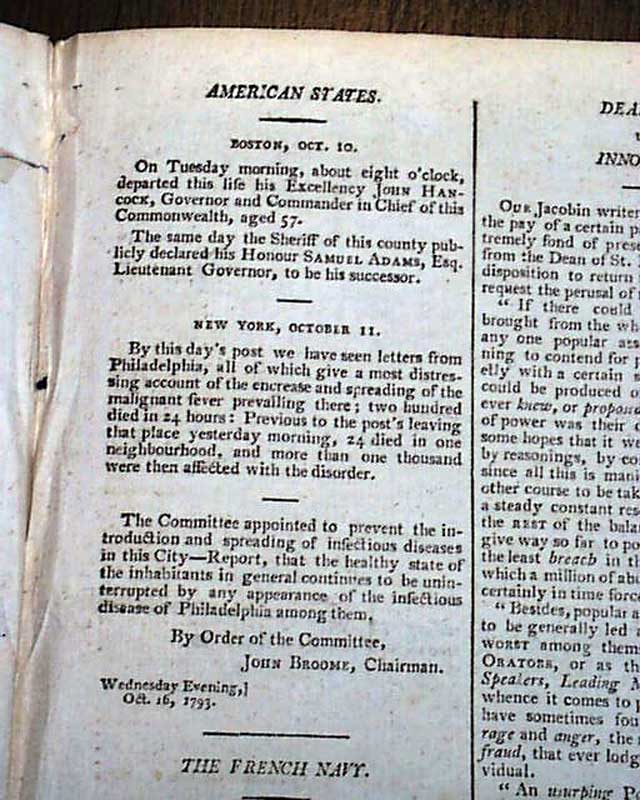 AMERICAN STATES.
BOSTON, OCT. 10.
On Tuesday morning, about eight o'clock,
departed this life his Excellency JOHN HAN-
COCK, Governor and Commander in Chief of this
Commonwealth, aged 57.
The same day the Sheriff of this county pub-
licly declared his Honour SAMUEL ADAMS, Esq.
Lieutenant Governor, to be his successor.
NEW YORK, OCTOBER 11.
By this day's post we have seen letters from
Philadelphia, all of which give a most distres-
sing account of the encrease and spreading of the
malignant fever prevailing there; two hundred
died in 24 hours: Previous to the post's leaving
that place yesterday morning, 24 died in one
neighbourhood, and more than one thousand
were then affected with the disorder.
The Committee appointed to prevent the in-
troduction and spreading of infectious diseases
in this City—Report, that the healthy state of
the inhabitants in general continues to be unin-
terrupted by any appearance of the infectious
disease of Philadelphia among them.
By Order of the Committee,
JOHN BROOME, Chairman.
Wednesday Evening,
Oct. 16, 1793.
THE FRENCH NAVY.
DEA
INNO
OUR Jacobin write
the pay of a certain p
tremely fond of prese
from the Dean of St.
disposition to return
request the perusal of
" If there could
brought from the wh
any one popular ass
ning to contend for p
elly with a certain
could be produced o
ever knew, or propos
of power was their
some hopes that it we
by reasonings, by co
since all this is mani
other course to be tak
a steady constant res
the REST of the bala
give way so far to po
the least breach in th
which a million of ab
certainly in time force
" Besides, popular a
to be generally led
WORST among them
ORATORS, or as th
Speakers, Leading M
whence it comes to p
have sometimes fou
rage and anger, the
fraud, that ever lodg
vidual.
" An usurping P